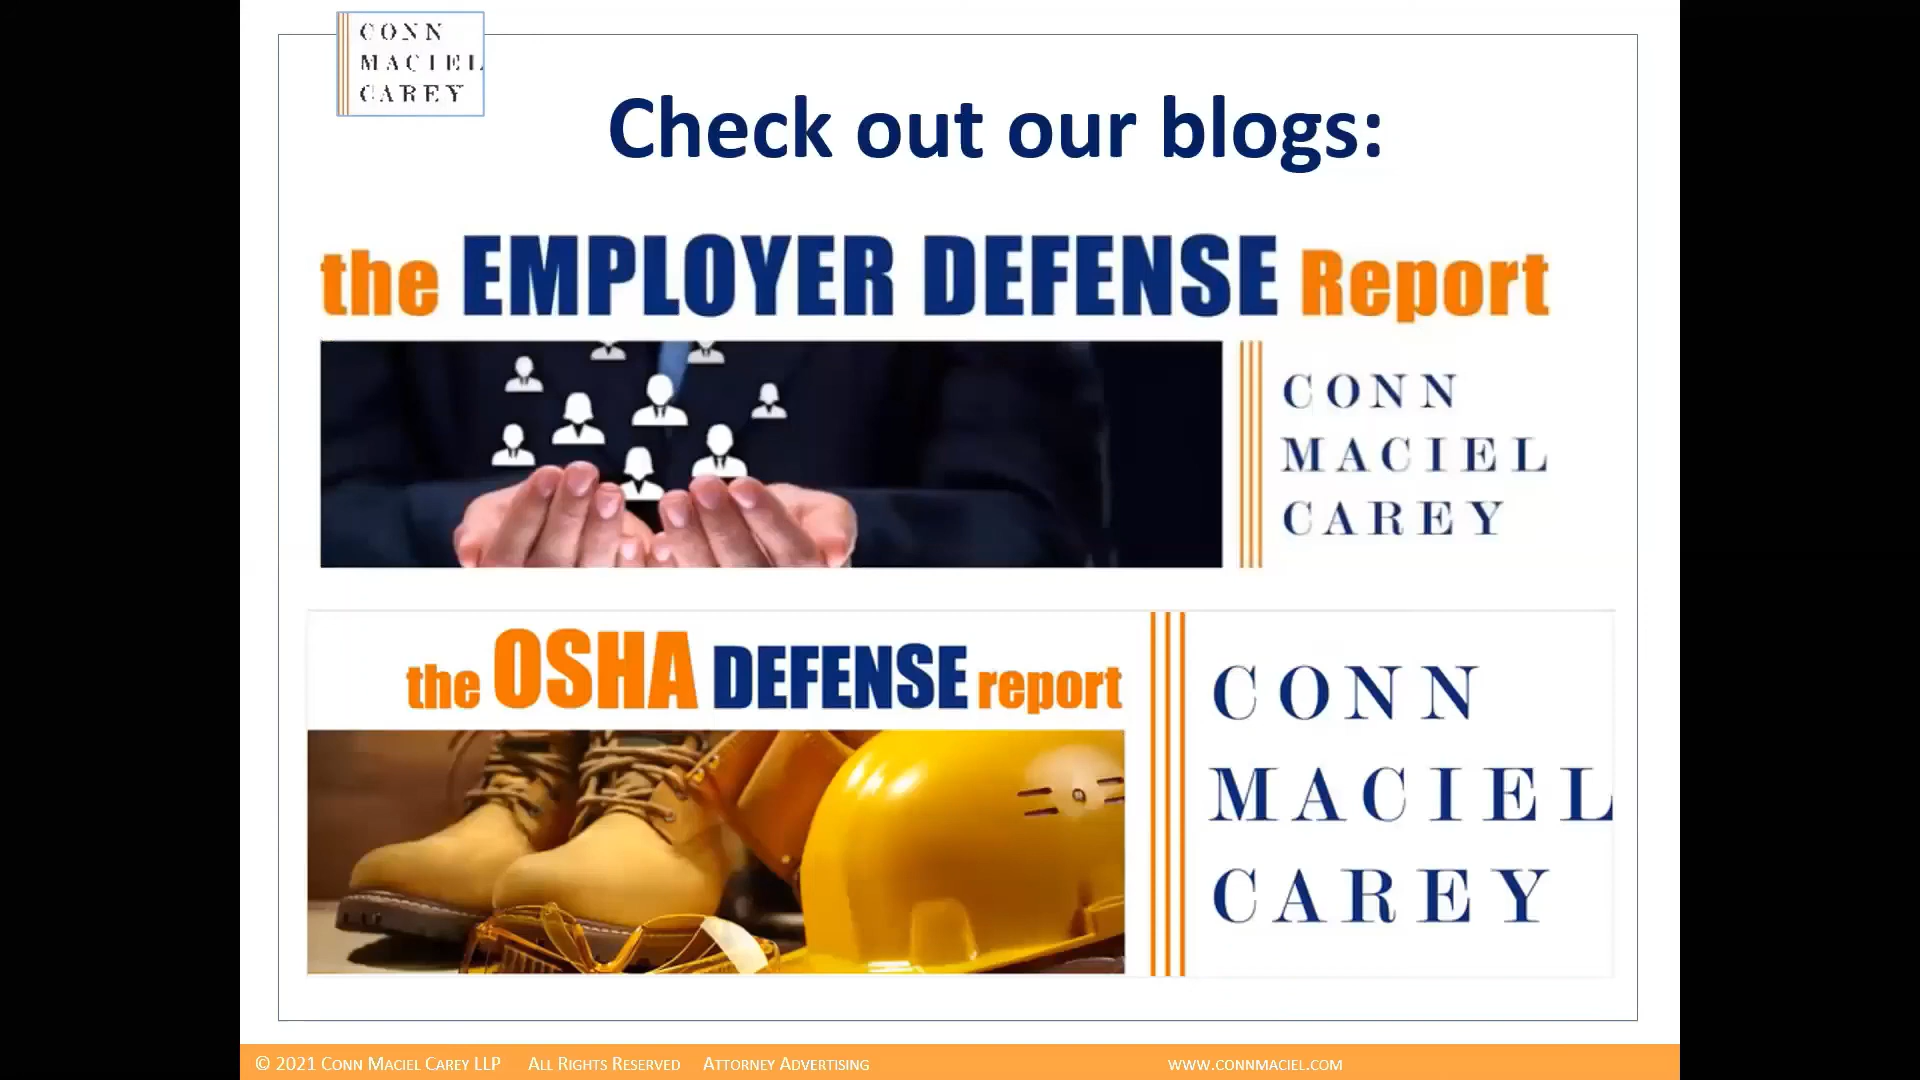 CONN
MACIEL
CAREY
Check out our blogs:
the EMPLOYER DEFENSE Report
CONN
MACIEL
CAREY
the OSHA DEFENSE report
CONN
MACIEL
CAREY
© 2021 CONN MACIEL CAREY LLP ALL RIGHTS RESERVED ATTORNEY ADVERTISING WWW.CONNMACIEL.COM